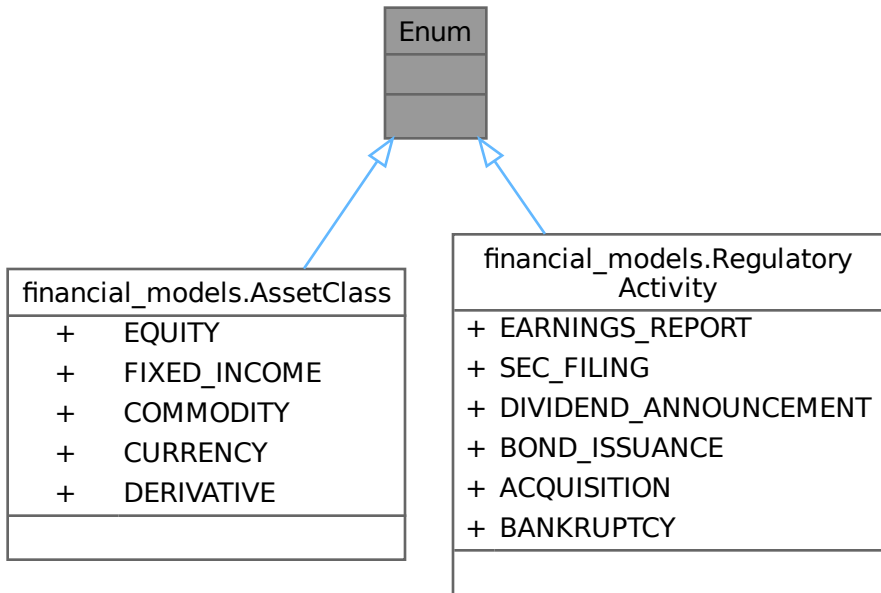 Enum
financial_models.AssetClass
+ EQUITY
+ FIXED_INCOME
+ COMMODITY
+ CURRENCY
+ DERIVATIVE
financial_models.Regulatory
Activity
+ EARNINGS_REPORT
+ SEC_FILING
+ DIVIDEND_ANNOUNCEMENT
+ BOND_ISSUANCE
+ ACQUISITION
+ BANKRUPTCY